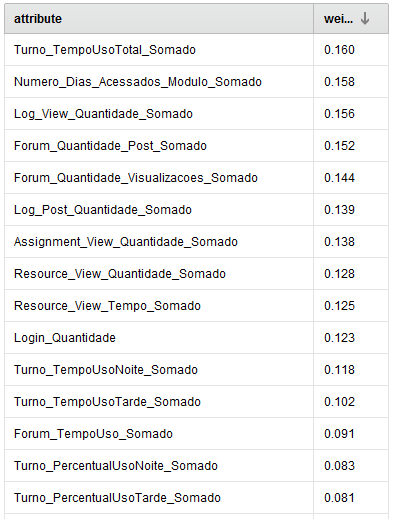 attribute wei... ↓
Turno_TempoUsoTotal_Somado 0.160
Numero_Dias_Acessados_Modulo_Somado 0.158
Log_View_Quantidade_Somado 0.156
Forum_Quantidade_Post_Somado 0.152
Forum_Quantidade_Visualizacoes_Somado 0.144
Log_Post_Quantidade_Somado 0.139
Assignment_View_Quantidade_Somado 0.138
Resource_View_Quantidade_Somado 0.128
Resource_View_Tempo_Somado 0.125
Login_Quantidade 0.123
Turno_TempoUsoNoite_Somado 0.118
Turno_TempoUsoTarde_Somado 0.102
Forum_TempoUso_Somado 0.091
Turno_PercentualUsoNoite_Somado 0.083
Turno_PercentualUsoTarde_Somado 0.081